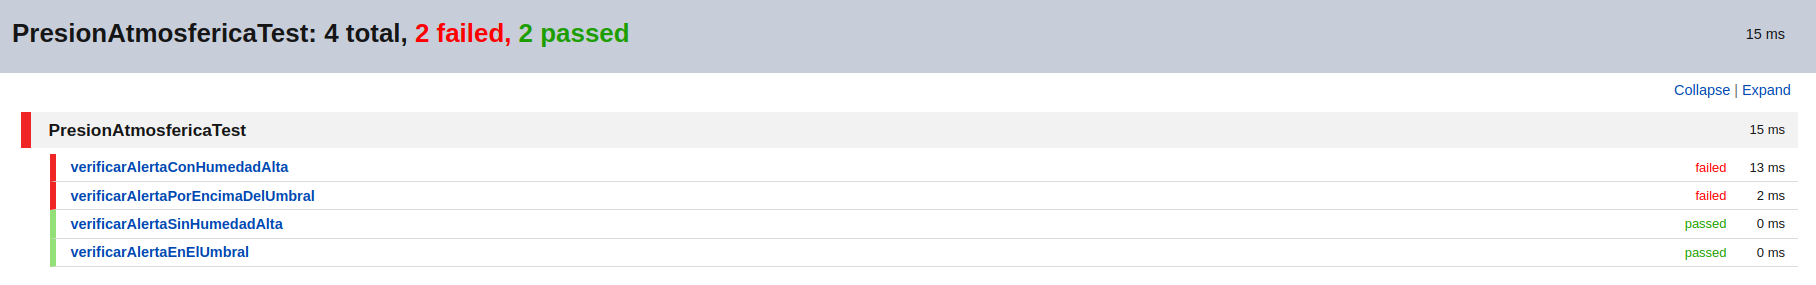 PresionAtmosfericaTest: 4 total, 2 failed, 2 passed 15 ms
Collapse | Expand
PresionAtmosfericaTest 15 ms
verificarAlertaConHumedadAlta failed 13 ms
verificarAlertaPorEncimaDelUmbral failed 2 ms
verificarAlertaSinHumedadAlta passed 0 ms
verificarAlertaEnElUmbral passed 0 ms